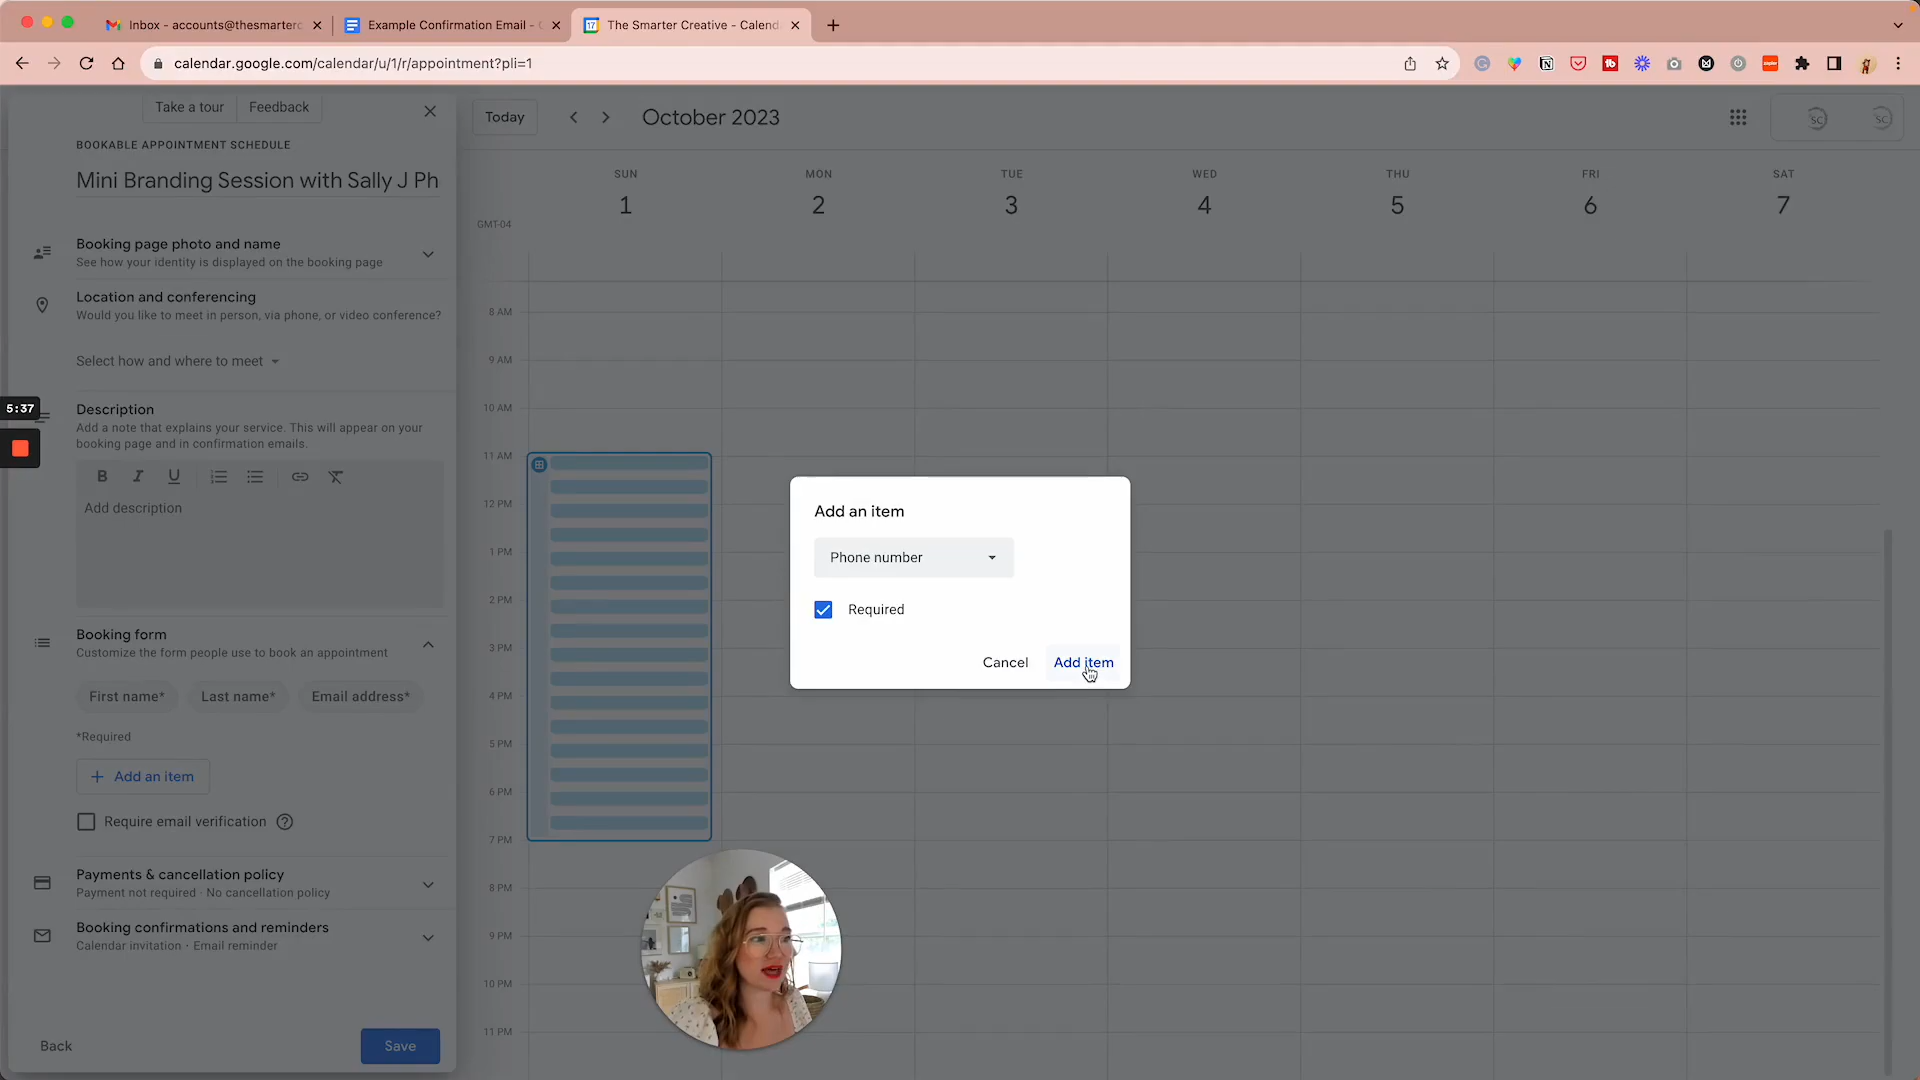 Inbox - accounts@thesmarterc
Example Confirmation Email -
The Smarter Creative - Calend
calendar.google.com/calendar/u/1/r/appointment?pli=1
Take a tour
Feedback
BOOKABLE APPOINTMENT SCHEDULE
Mini Branding Session with Sally J Ph
Booking page photo and name
See how your identity is displayed on the booking page
Location and conferencing
Would you like to meet in person, via phone, or video conference?
Select how and where to meet
5:37
Description
Add a note that explains your service. This will appear on your
booking page and in confirmation emails.
B I U
Add description
Booking form
Customize the form people use to book an appointment
First name* Last name* Email address*
*Required
+ Add an item
Require email verification ?
Payments & cancellation policy
Payment not required · No cancellation policy
Booking confirmations and reminders
Calendar invitation · Email reminder
Back
Save
Today
October 2023
SC SC
SUN MON TUE WED THU FRI SAT
1 2 3 4 5 6 7
GMT-04
8 AM
9 AM
10 AM
11 AM
12 PM
1 PM
2 PM
3 PM
4 PM
5 PM
6 PM
7 PM
8 PM
9 PM
10 PM
11 PM
Add an item
Phone number
Required
Cancel
Add item